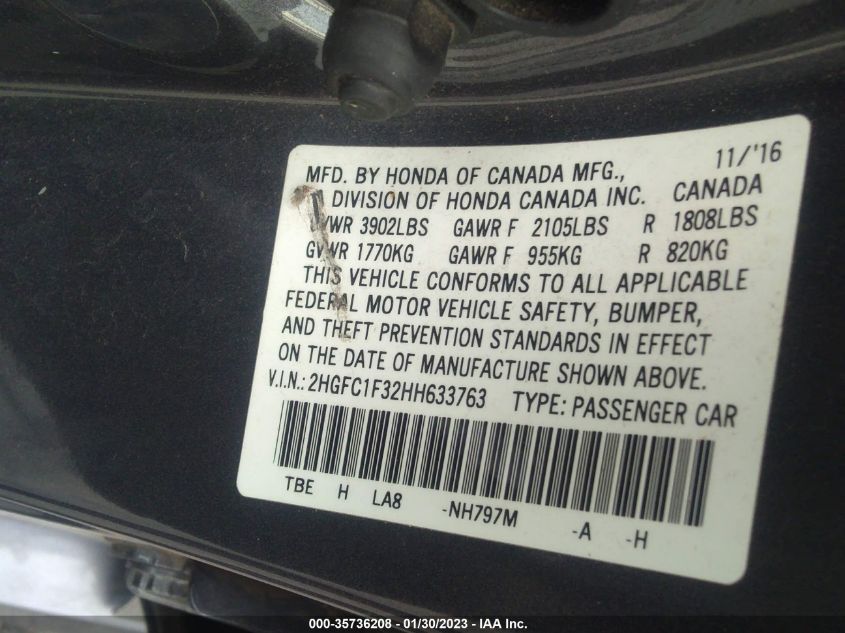 11/'16
MFD. BY HONDA OF CANADA MFG.,
DIVISION OF HONDA CANADA INC. CANADA
GVWR 3902LBS GAWR F 2105LBS R 1808LBS
GVWR 1770KG GAWR F 955KG R 820KG
THIS VEHICLE CONFORMS TO ALL APPLICABLE
FEDERAL MOTOR VEHICLE SAFETY, BUMPER,
AND THEFT PREVENTION STANDARDS IN EFFECT
ON THE DATE OF MANUFACTURE SHOWN ABOVE.
V.I.N.: 2HGFC1F32HH633763 TYPE: PASSENGER CAR
TBE H LA8 -NH797M -A -H
000-35736208 - 01/30/2023 - IAA Inc.